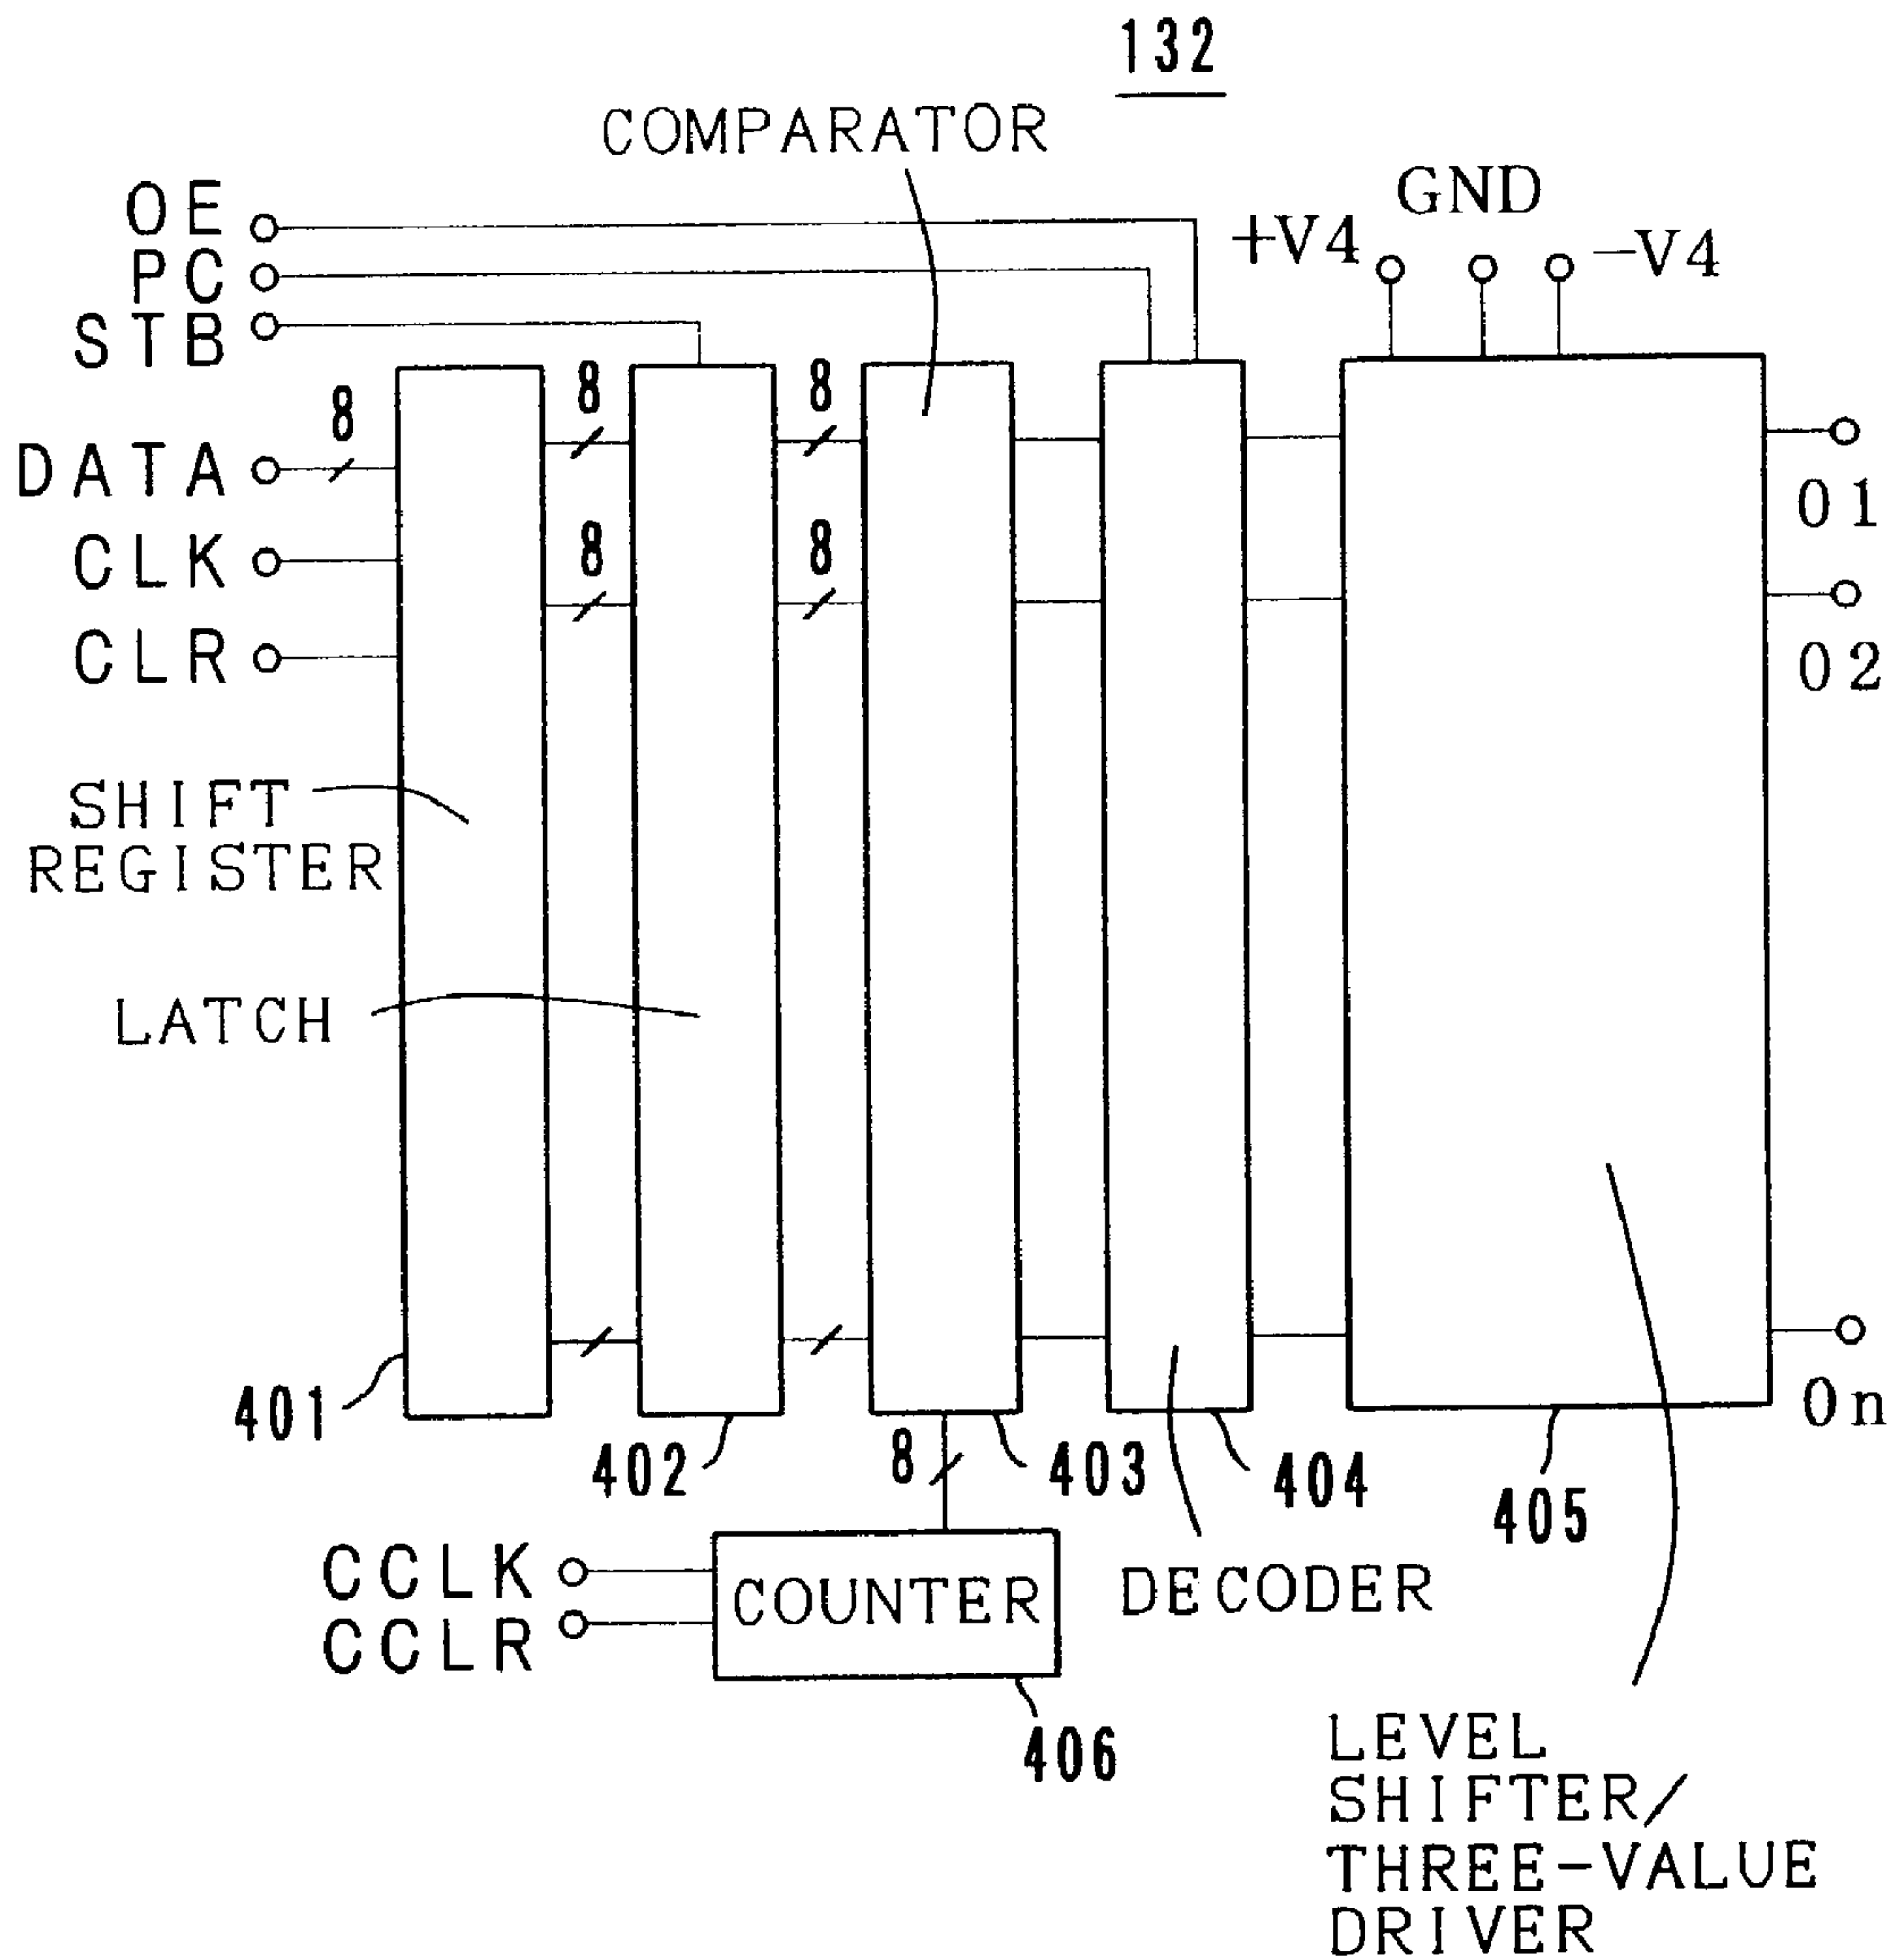 132
COMPARATOR
OE
PC
STB
GND
+V4
−V4
8
8
8
DATA
CLK
CLR
8
8
01
02
SHIFT
REGISTER
LATCH
401
402
8
403
404
405
0n
CCLK
CCLR
COUNTER
DECODER
406
LEVEL
SHIFTER/
THREE-VALUE
DRIVER